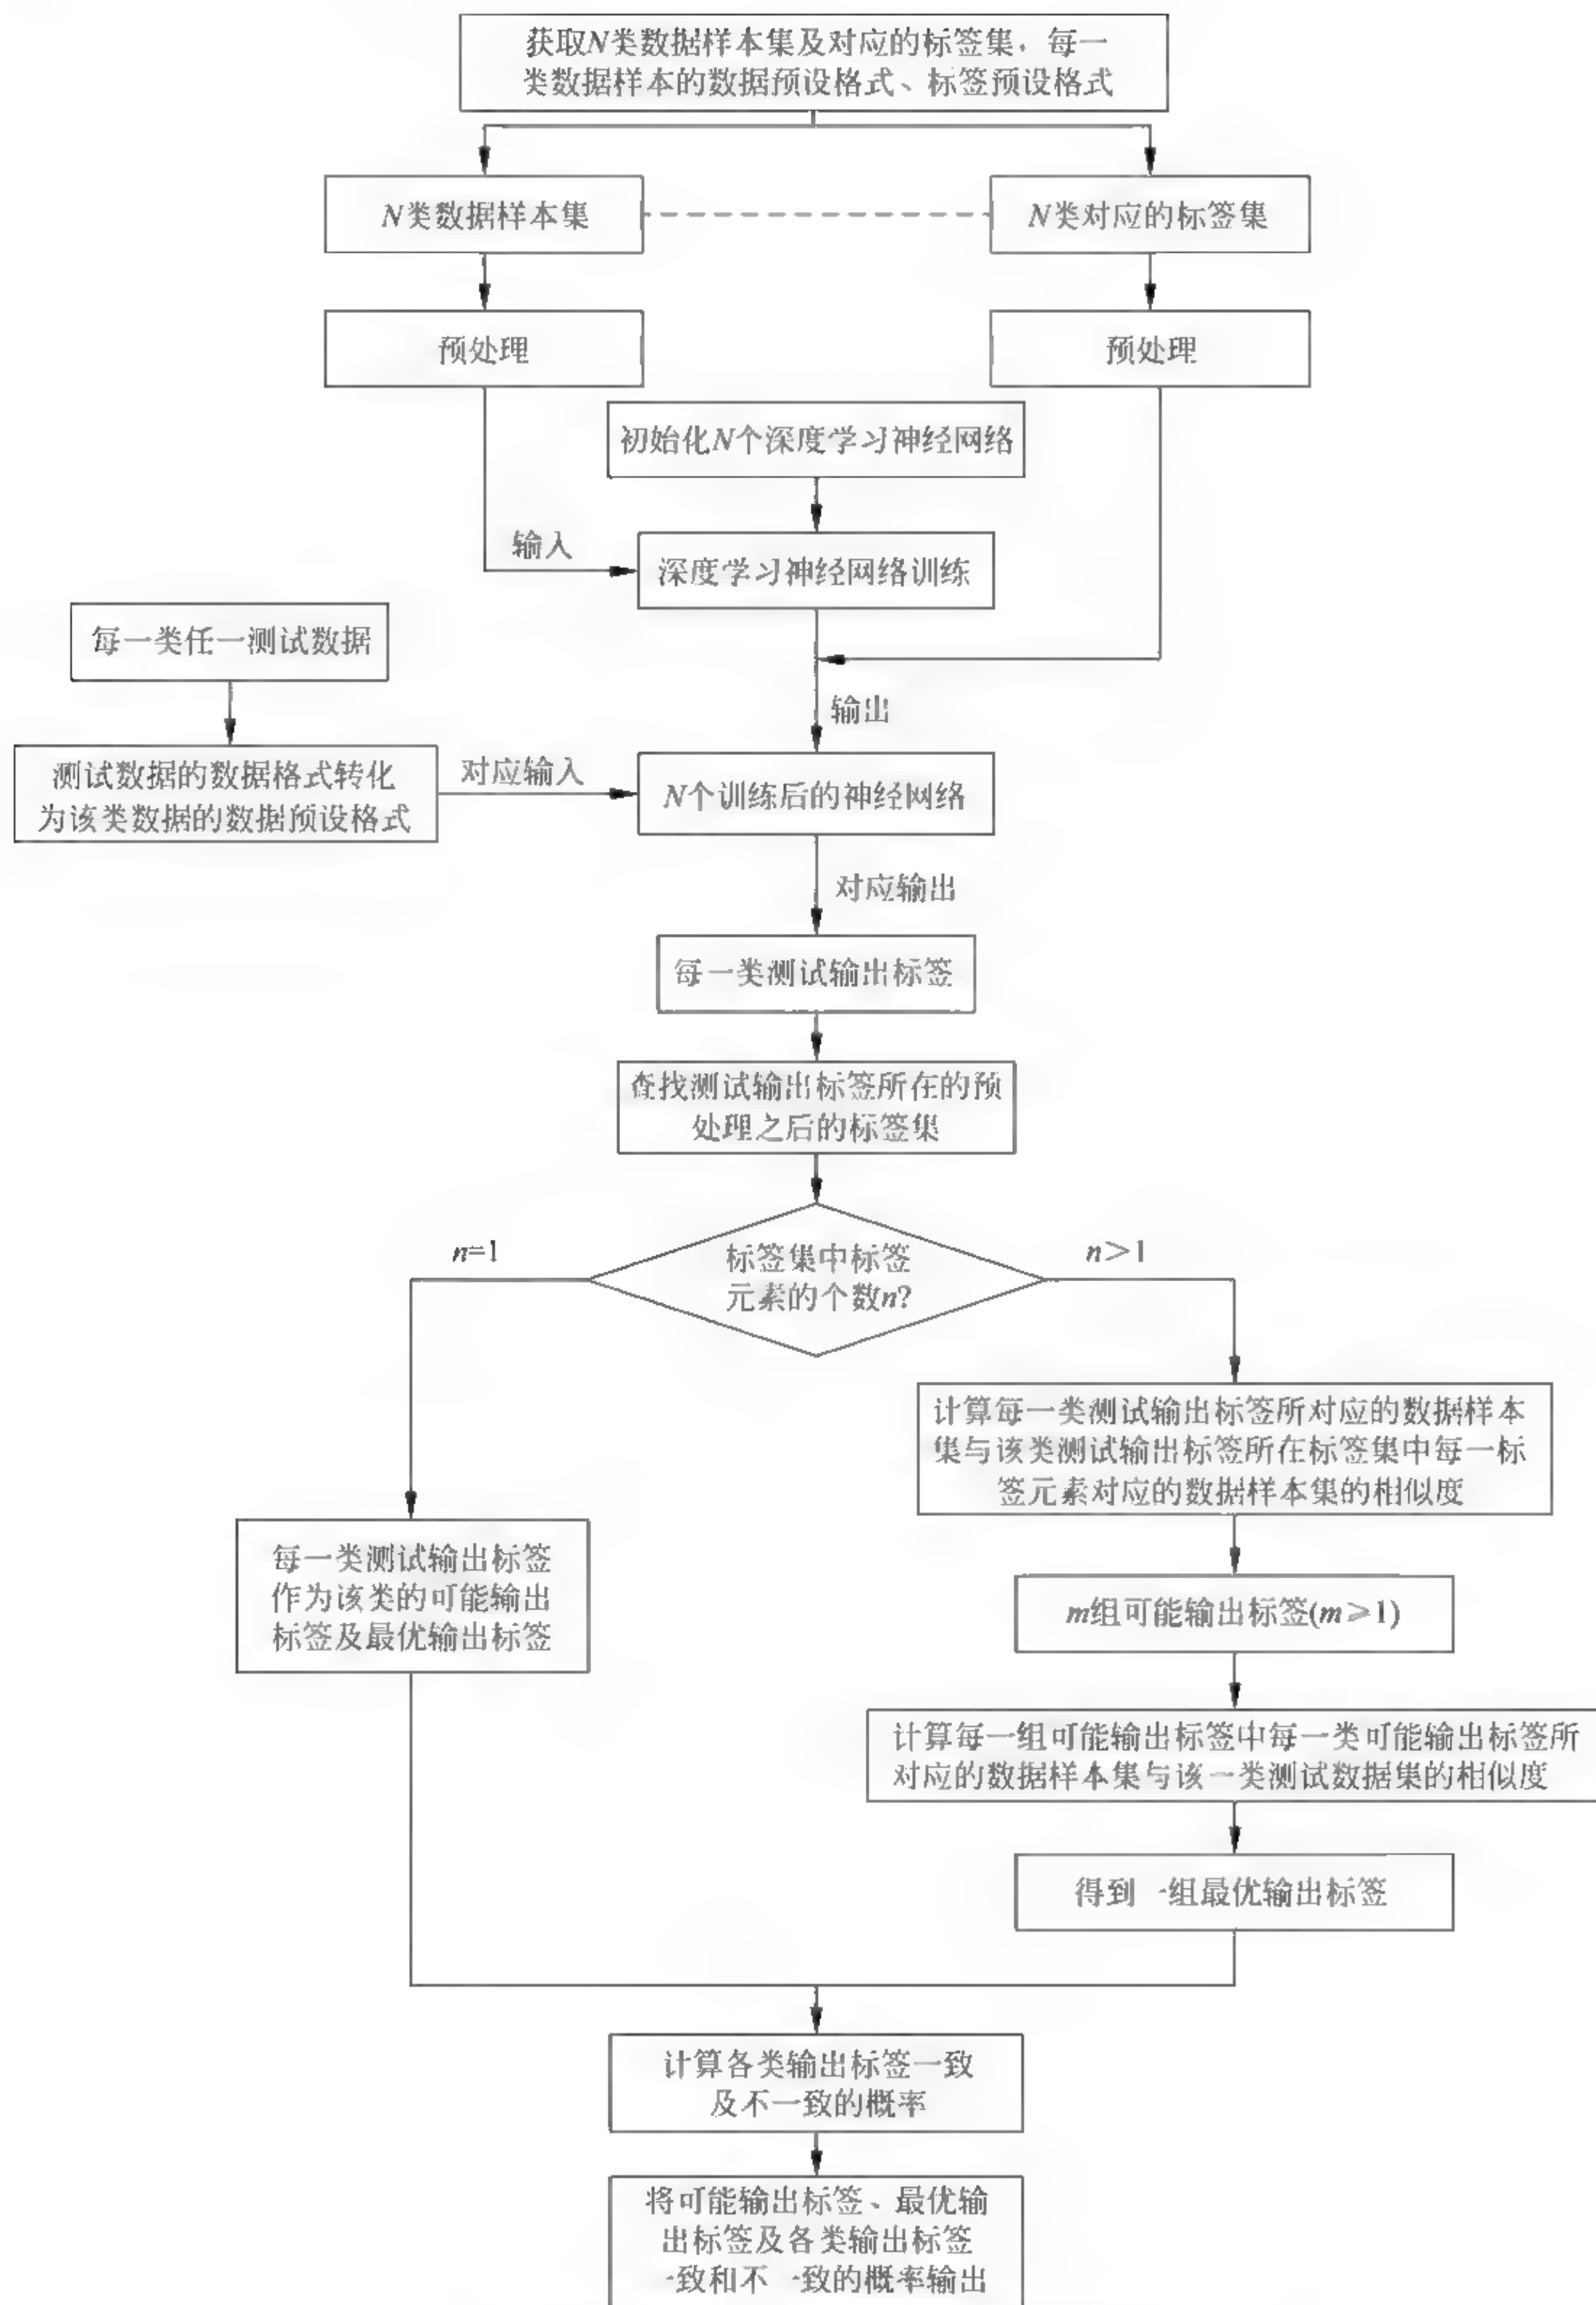 获取N类数据样本集及对应的标签集，每一
类数据样本的数据预设格式、标签预设格式
N类数据样本集
N类对应的标签集
预处理
预处理
初始化N个深度学习神经网络
输入
深度学习神经网络训练
每一类任一测试数据
输出
测试数据的数据格式转化
为该类数据的数据预设格式
对应输入
N个训练后的神经网络
对应输出
每一类测试输出标签
查找测试输出标签所在的预
处理之后的标签集
n=1
标签集中标签
元素的个数n?
n>1
计算每一类测试输出标签所对应的数据样本
集与该类测试输出标签所在标签集中每一标
签元素对应的数据样本集的相似度
每一类测试输出标签
作为该类的可能输出
标签及最优输出标签
m组可能输出标签(m≥1)
计算每一组可能输出标签中每一类可能输出标签所
对应的数据样本集与该一类测试数据集的相似度
得到一组最优输出标签
计算各类输出标签一致
及不一致的概率
将可能输出标签、最优输
出标签及各类输出标签
一致和不一致的概率输出